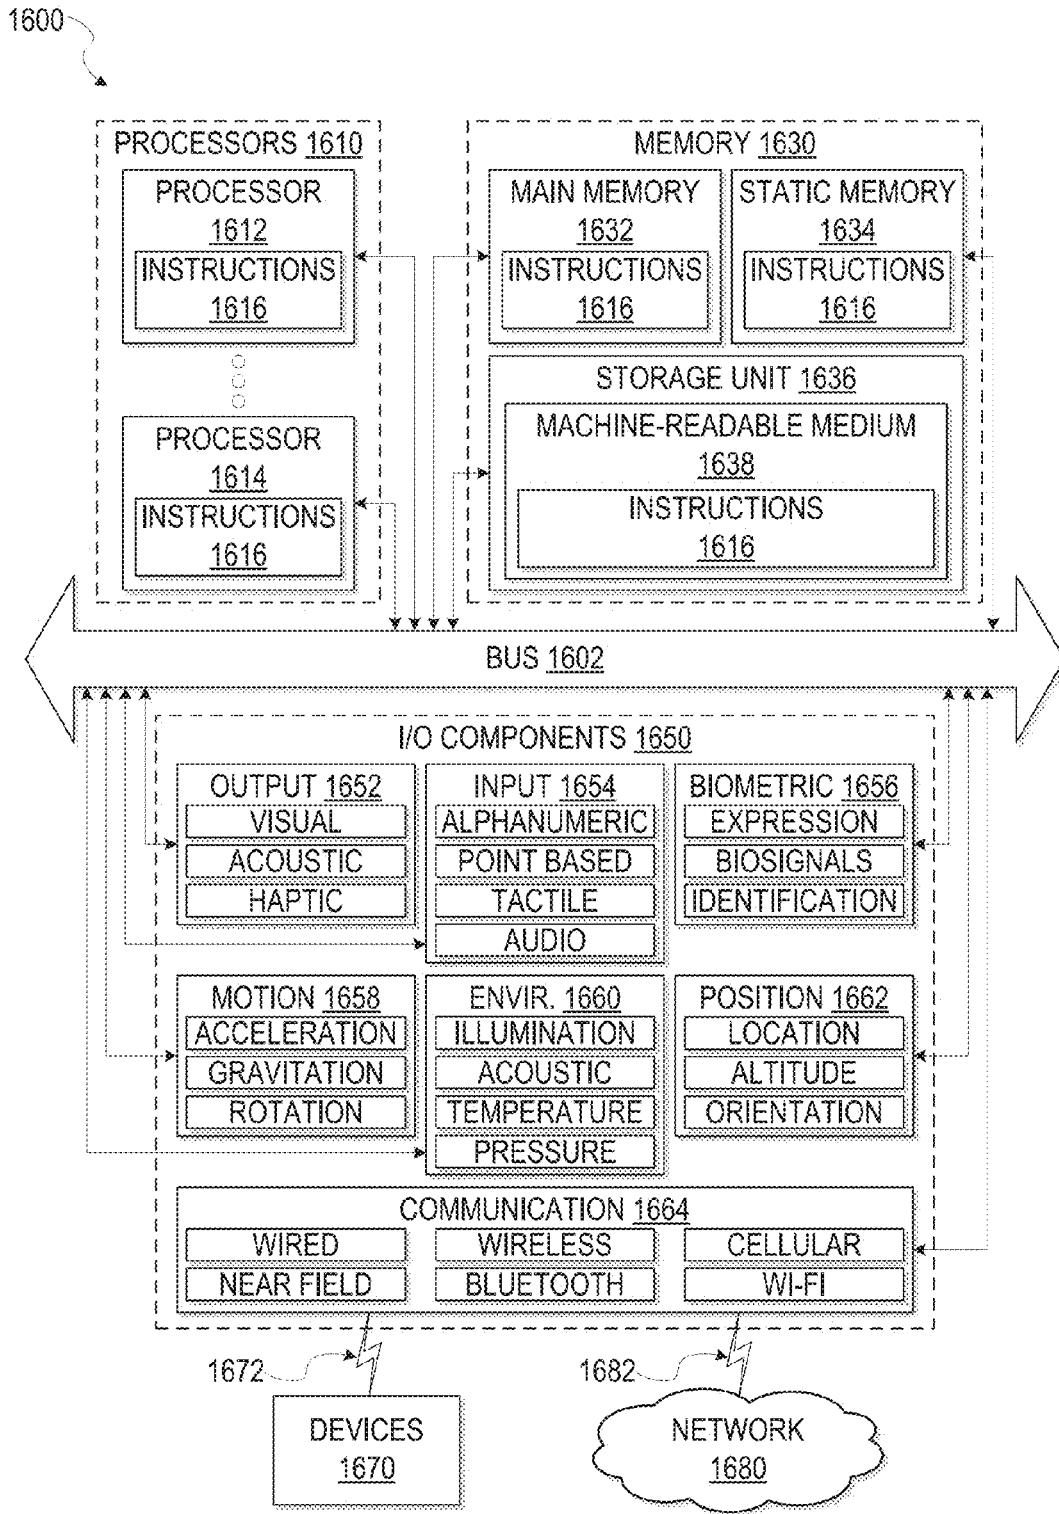 1600
PROCESSORS 1610
PROCESSOR
1612
INSTRUCTIONS
1616
PROCESSOR
1614
INSTRUCTIONS
1616
MEMORY 1630
MAIN MEMORY
1632
INSTRUCTIONS
1616
STATIC MEMORY
1634
INSTRUCTIONS
1616
STORAGE UNIT 1636
MACHINE-READABLE MEDIUM
1638
INSTRUCTIONS
1616
BUS 1602
I/O COMPONENTS 1650
OUTPUT 1652
VISUAL
ACOUSTIC
HAPTIC
INPUT 1654
ALPHANUMERIC
POINT BASED
TACTILE
AUDIO
BIOMETRIC 1656
EXPRESSION
BIOSIGNALS
IDENTIFICATION
MOTION 1658
ACCELERATION
GRAVITATION
ROTATION
ENVIR. 1660
ILLUMINATION
ACOUSTIC
TEMPERATURE
PRESSURE
POSITION 1662
LOCATION
ALTITUDE
ORIENTATION
COMMUNICATION 1664
WIRED
WIRELESS
CELLULAR
NEAR FIELD
BLUETOOTH
WI-FI
1672
1682
DEVICES
1670
NETWORK
1680